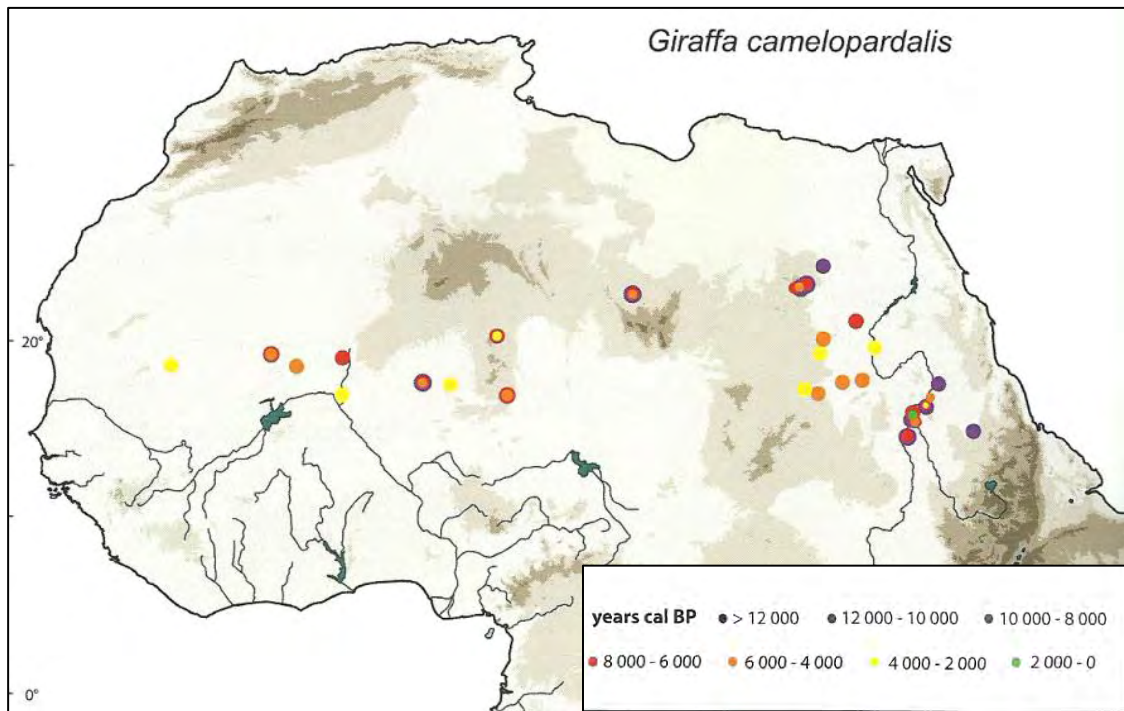 Giraffa camelopardalis
20°
0°
years cal BP > 12 000 12 000 - 10 000 10 000 - 8 000
8 000 - 6 000 6 000 - 4 000 4 000 - 2 000 2 000 - 0